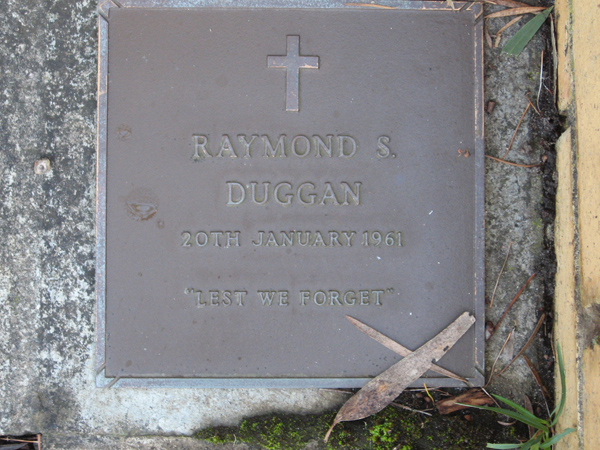 RAYMOND S.
DUGGAN
20TH JANUARY 1961
"LEST WE FORGET"